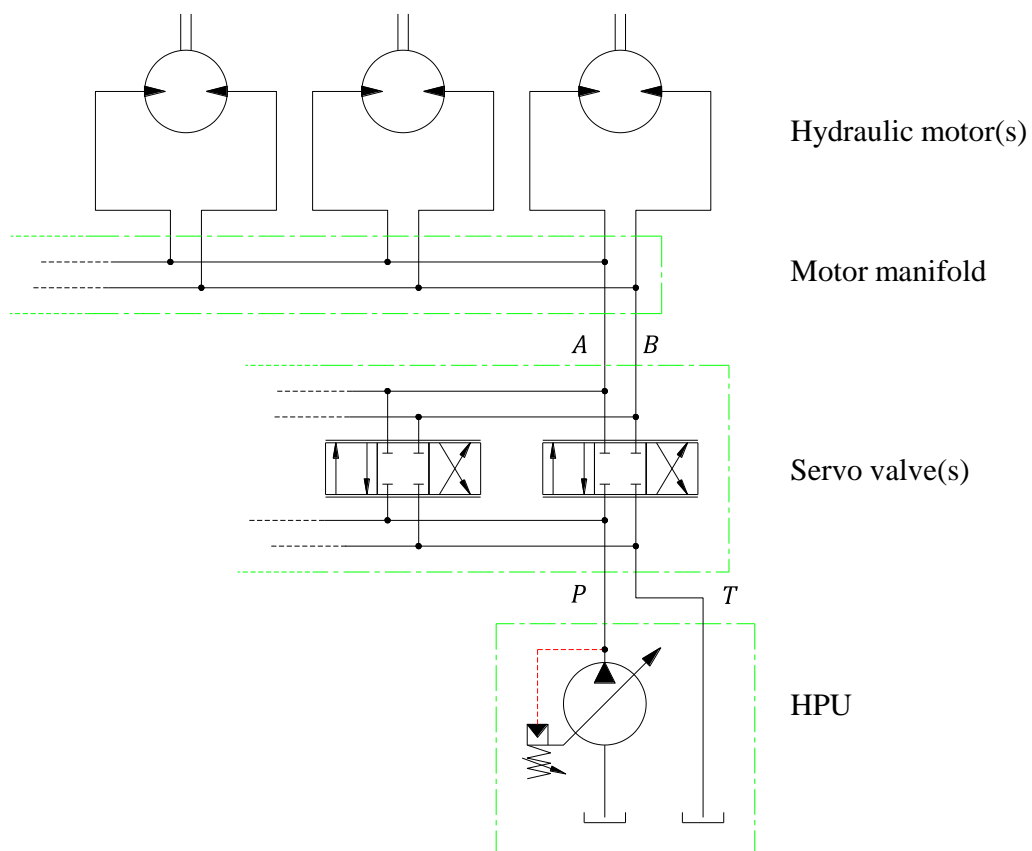 Hydraulic motor(s)
Motor manifold
A B
Servo valve(s)
P T
HPU